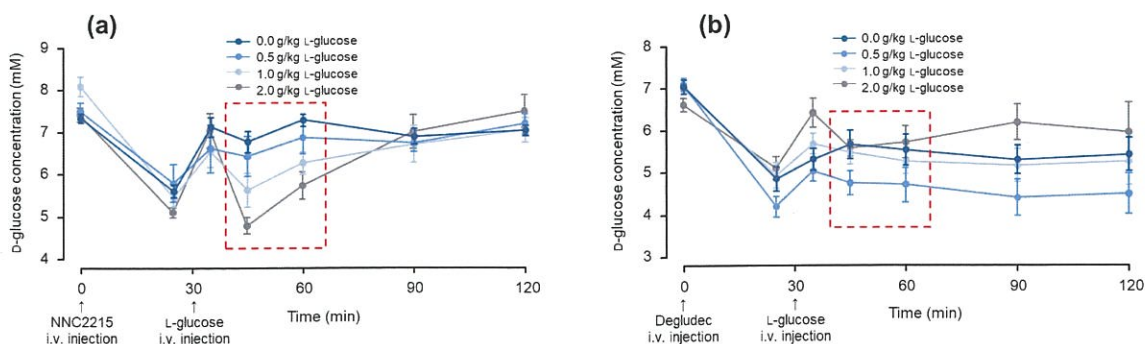 (a)
0.0 g/kg L-glucose
0.5 g/kg L-glucose
1.0 g/kg L-glucose
2.0 g/kg L-glucose
D-glucose concentration (mM)
9
8
7
6
5
4
0 30 60 90 120
↑ ↑ Time (min)
NNC2215 L-glucose
i.v. injection i.v. injection
(b)
0.0 g/kg L-glucose
0.5 g/kg L-glucose
1.0 g/kg L-glucose
2.0 g/kg L-glucose
D-glucose concentration (mM)
8
7
6
5
4
3
0 30 60 90 120
↑ ↑ Time (min)
Degludec L-glucose
i.v. injection i.v. injection